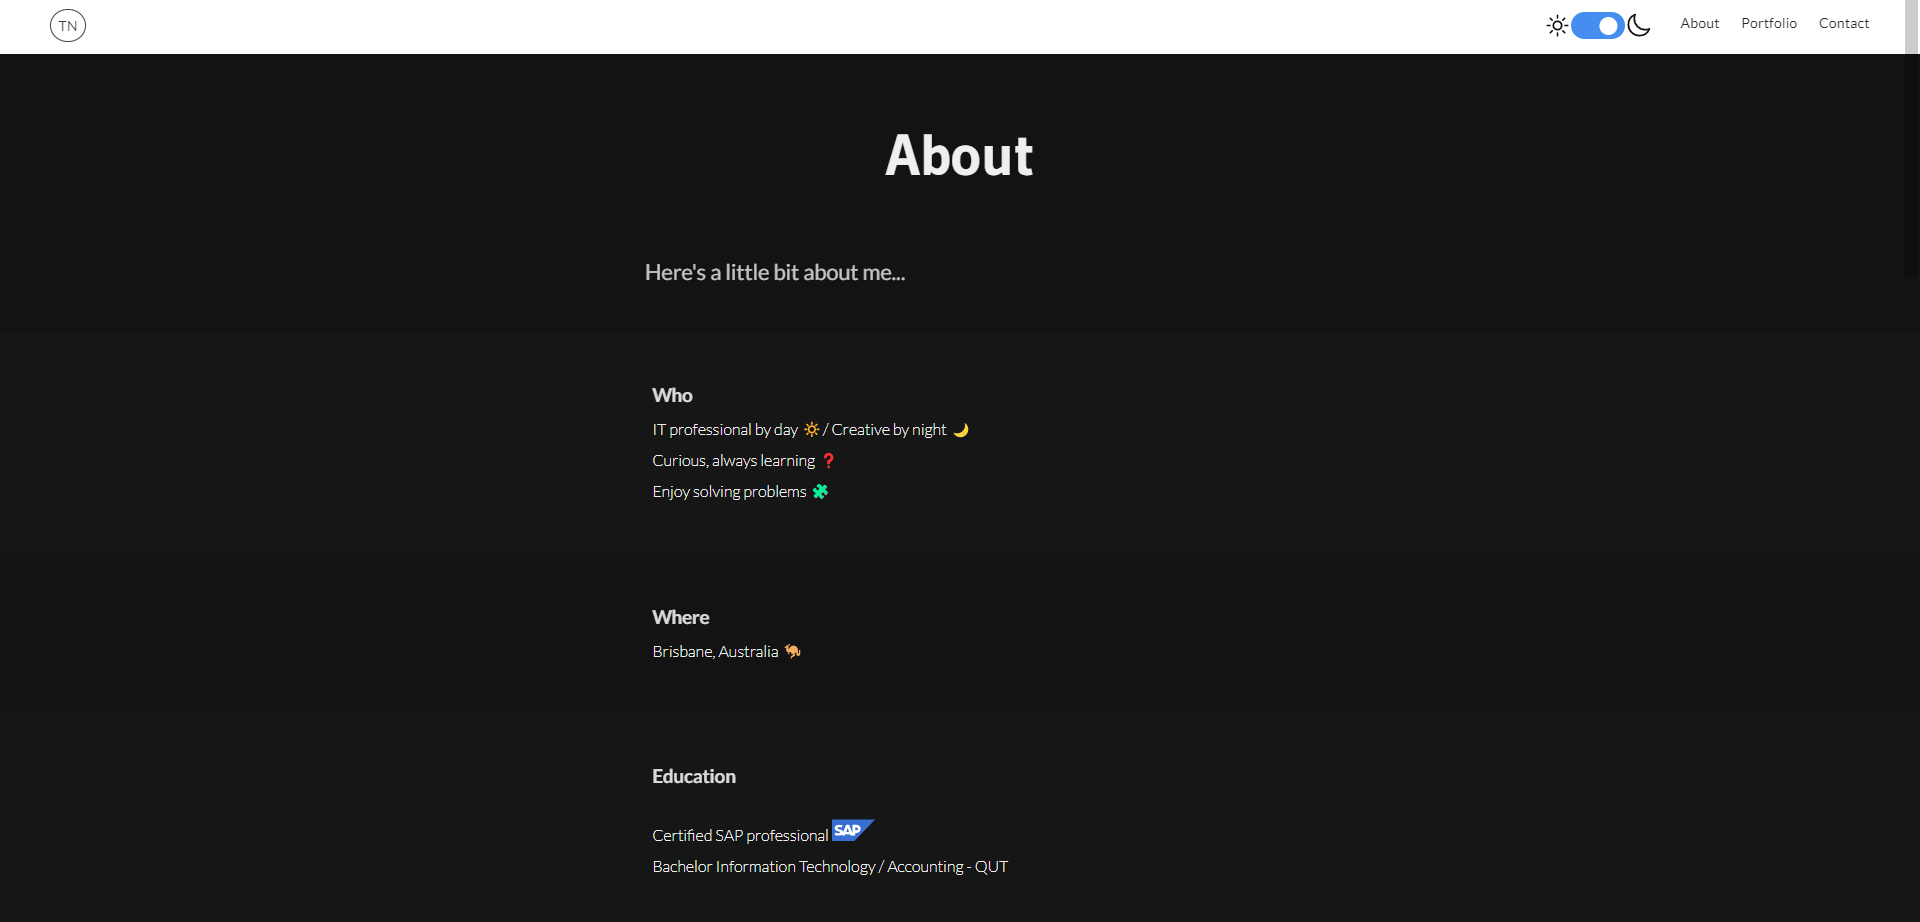 TN
About
Portfolio
Contact
About
Here's a little bit about me...
Who
IT professional by day 🔆 / Creative by night 🌙
Curious, always learning ❓
Enjoy solving problems 🧩
Where
Brisbane, Australia 🦘
Education
Certified SAP professional SAP
Bachelor Information Technology / Accounting - QUT